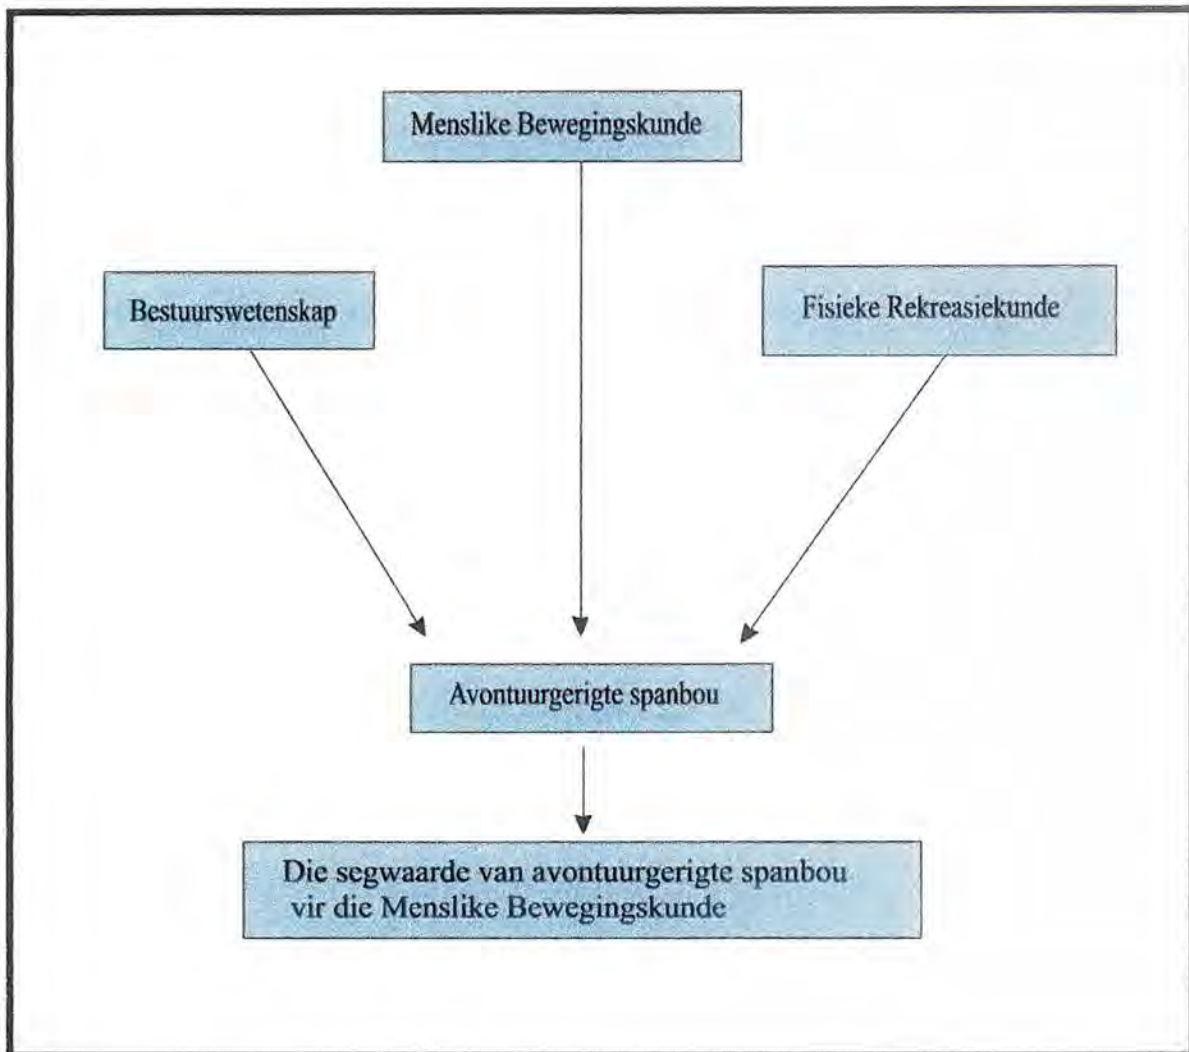 Menslike Bewegingskunde
Bestuurswetenskap
Fisieke Rekreasiekunde
Avontuurgerigte spanbou
Die segwaarde van avontuurgerigte spanbou
vir die Menslike Bewegingskunde